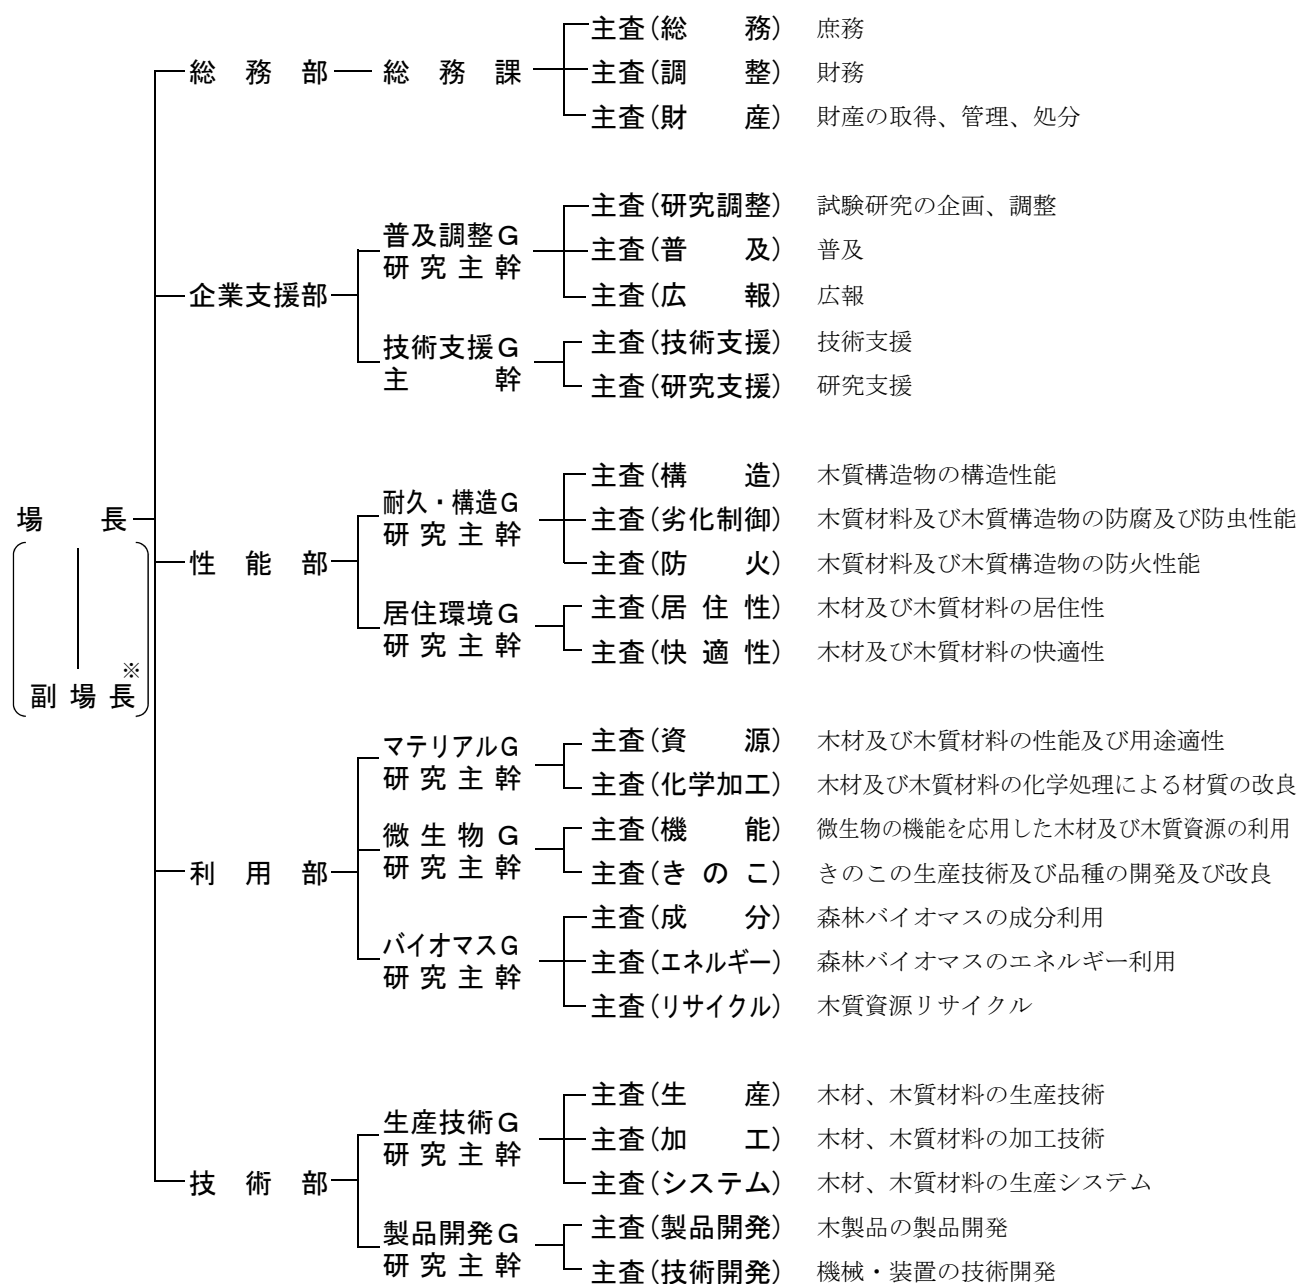 主査(総務) 庶務
総務部 総務課 主査(調整) 財務
主査(財産) 財産の取得、管理、処分
主査(研究調整) 試験研究の企画、調整
普及調整G
研究主幹
主査(普及) 普及
企業支援部
主査(広報) 広報
技術支援G
主幹
主査(技術支援) 技術支援
主査(研究支援) 研究支援
主査(構造) 木質構造物の構造性能
耐久・構造G
研究主幹
主査(劣化制御) 木質材料及び木質構造物の防腐及び防虫性能
場長
性能部
主査(防火) 木質材料及び木質構造物の防火性能
居住環境G
研究主幹
主査(居住性) 木材及び木質材料の居住性
主査(快適性) 木材及び木質材料の快適性
※
副場長
マテリアルG
研究主幹
主査(資源) 木材及び木質材料の性能及び用途適性
主査(化学加工) 木材及び木質材料の化学処理による材質の改良
微生物G
研究主幹
主査(機能) 微生物の機能を応用した木材及び木質資源の利用
利用部
主査(きのこ) きのこの生産技術及び品種の開発及び改良
主査(成分) 森林バイオマスの成分利用
バイオマスG
研究主幹
主査(エネルギー) 森林バイオマスのエネルギー利用
主査(リサイクル) 木質資源リサイクル
主査(生産) 木材、木質材料の生産技術
生産技術G
研究主幹
主査(加工) 木材、木質材料の加工技術
技術部
主査(システム) 木材、木質材料の生産システム
製品開発G
研究主幹
主査(製品開発) 木製品の製品開発
主査(技術開発) 機械・装置の技術開発